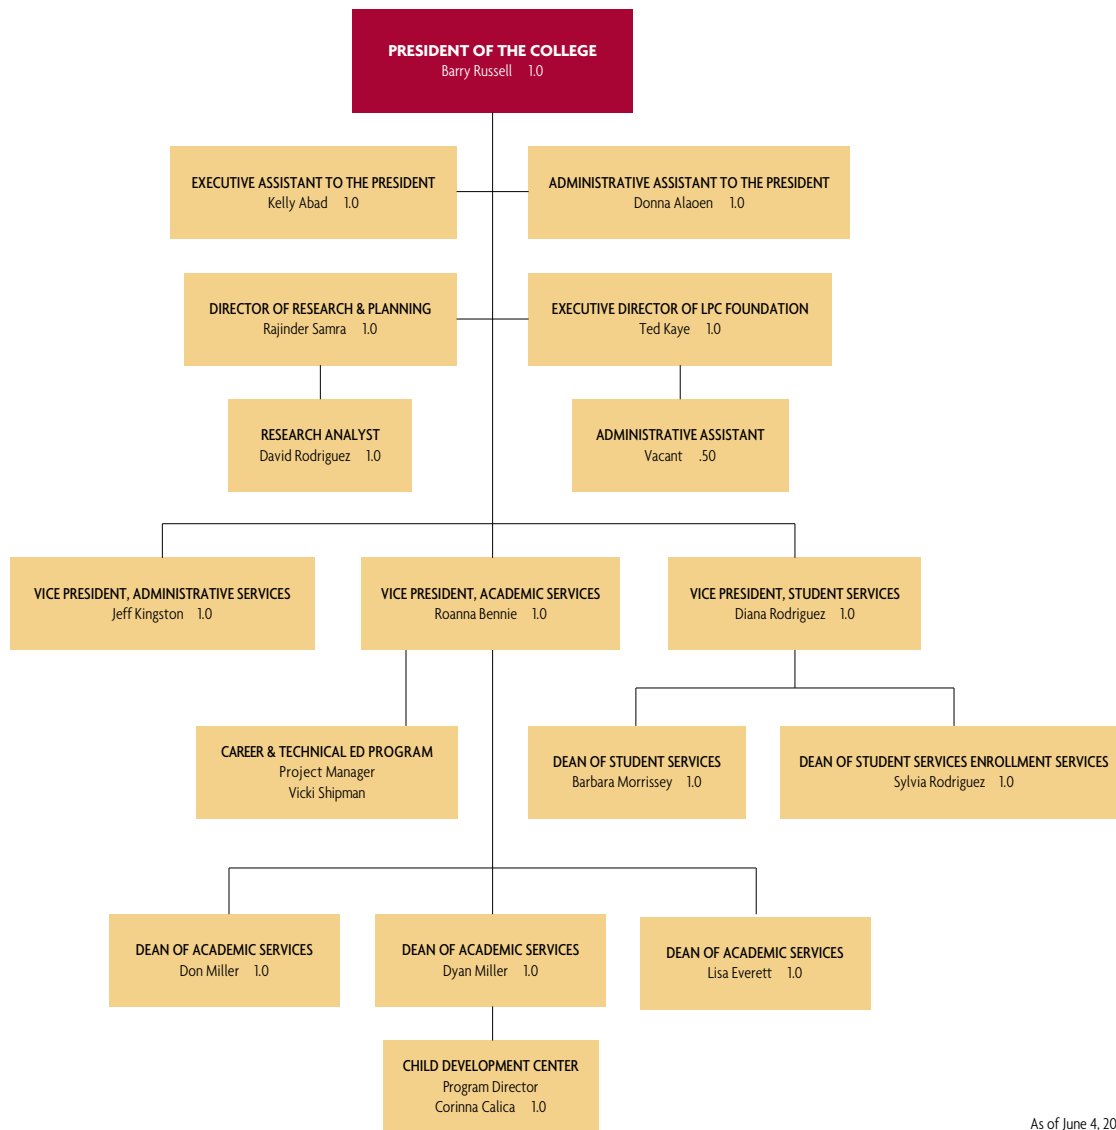 PRESIDENT OF THE COLLEGE
Barry Russell 1.0
EXECUTIVE ASSISTANT TO THE PRESIDENT
Kelly Abad 1.0
ADMINISTRATIVE ASSISTANT TO THE PRESIDENT
Donna Alaoen 1.0
DIRECTOR OF RESEARCH & PLANNING
Rajinder Samra 1.0
EXECUTIVE DIRECTOR OF LPC FOUNDATION
Ted Kaye 1.0
RESEARCH ANALYST
David Rodriguez 1.0
ADMINISTRATIVE ASSISTANT
Vacant .50
VICE PRESIDENT, ADMINISTRATIVE SERVICES
Jeff Kingston 1.0
VICE PRESIDENT, ACADEMIC SERVICES
Roanna Bennie 1.0
VICE PRESIDENT, STUDENT SERVICES
Diana Rodriguez 1.0
CAREER & TECHNICAL ED PROGRAM
Project Manager
Vicki Shipman
DEAN OF STUDENT SERVICES
Barbara Morrissey 1.0
DEAN OF STUDENT SERVICES ENROLLMENT SERVICES
Sylvia Rodriguez 1.0
DEAN OF ACADEMIC SERVICES
Don Miller 1.0
DEAN OF ACADEMIC SERVICES
Dyan Miller 1.0
DEAN OF ACADEMIC SERVICES
Lisa Everett 1.0
CHILD DEVELOPMENT CENTER
Program Director
Corinna Calica 1.0
As of June 4, 20